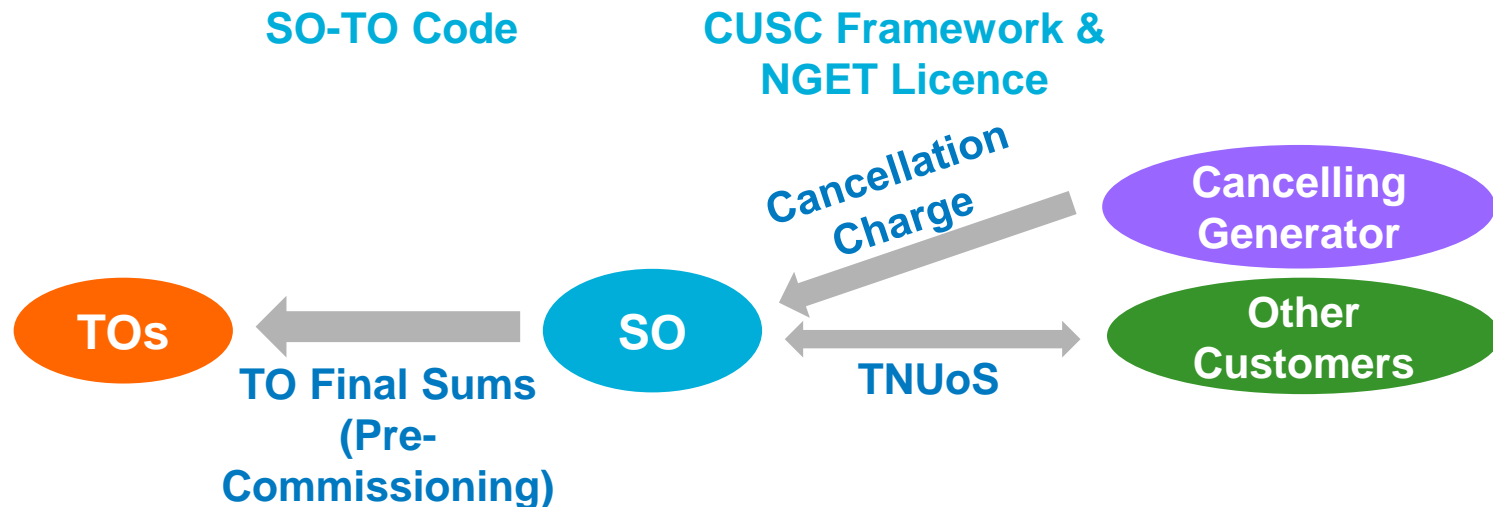 SO-TO Code
CUSC Framework &
NGET Licence
Cancellation
Charge
Cancelling
Generator
TOs
SO
Other
Customers
TNUoS
TO Final Sums
(Pre-
Commissioning)